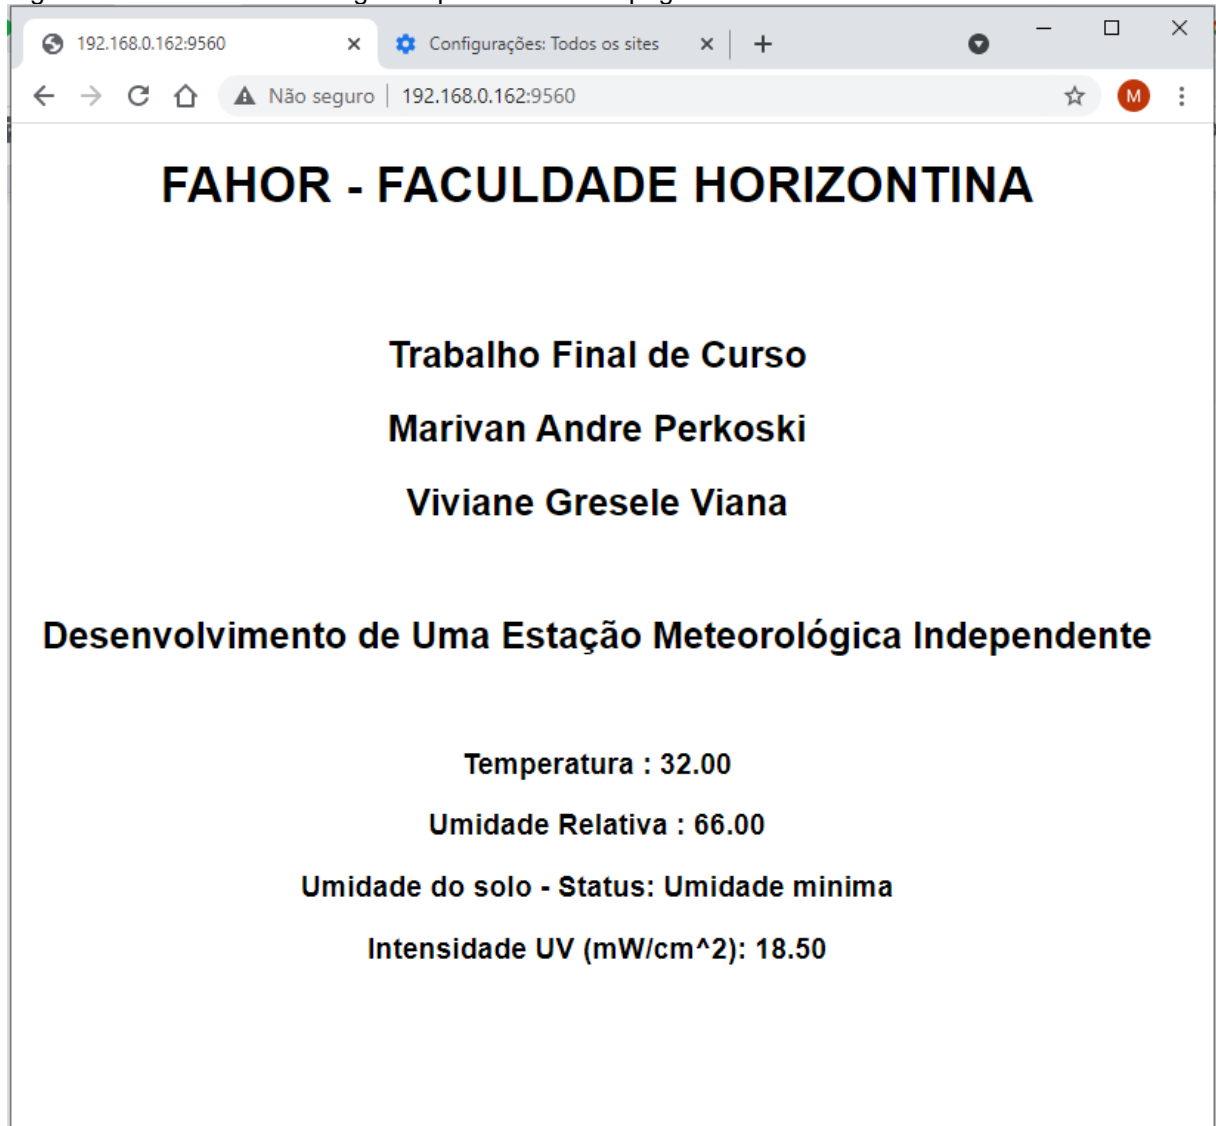 192.168.0.162:9560
Configurações: Todos os sites
Não seguro | 192.168.0.162:9560
M
FAHOR - FACULDADE HORIZONTINA
Trabalho Final de Curso
Marivan Andre Perkoski
Viviane Gresele Viana
Desenvolvimento de Uma Estação Meteorológica Independente
Temperatura : 32.00
Umidade Relativa : 66.00
Umidade do solo - Status: Umidade minima
Intensidade UV (mW/cm^2): 18.50